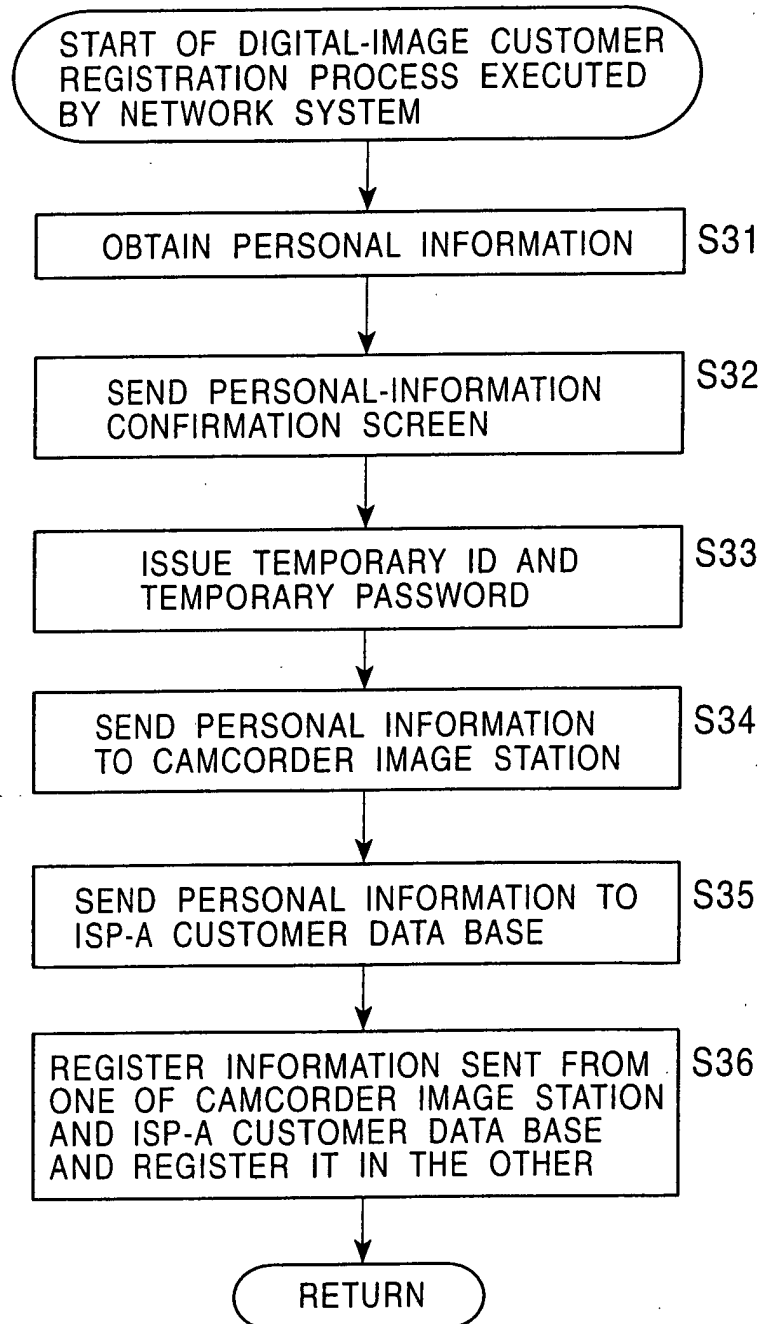 START OF DIGITAL-IMAGE CUSTOMER
REGISTRATION PROCESS EXECUTED
BY NETWORK SYSTEM
OBTAIN PERSONAL INFORMATION
S31
SEND PERSONAL-INFORMATION
CONFIRMATION SCREEN
S32
ISSUE TEMPORARY ID AND
TEMPORARY PASSWORD
S33
SEND PERSONAL INFORMATION
TO CAMCORDER IMAGE STATION
S34
SEND PERSONAL INFORMATION TO
ISP-A CUSTOMER DATA BASE
S35
REGISTER INFORMATION SENT FROM
ONE OF CAMCORDER IMAGE STATION
AND ISP-A CUSTOMER DATA BASE
AND REGISTER IT IN THE OTHER
S36
RETURN